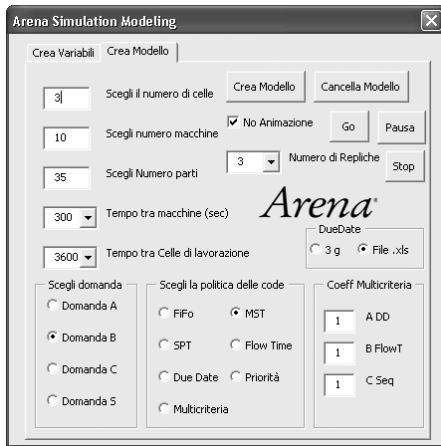 Arena Simulation Modeling
Crea Variabili Crea Modello
3 Scegli il numero di celle Crea Modello Cancella Modello
10 Scegli numero macchine No Animazione Go Pausa
35 Scegli Numero parti 3 Numero di Repliche Stop
300 Tempo tra macchine (sec) Arena
3600 Tempo tra Celle di lavorazione DueDate 3 g File .xls
Scegli domanda
Domanda A
Domanda B
Domanda C
Domanda S
Scegli la politica delle code
FiFo MST
SPT Flow Time
Due Date Priorità
Multicriteria
Coeff Multicriteria
1 A DD
1 B FlowT
1 C Seq